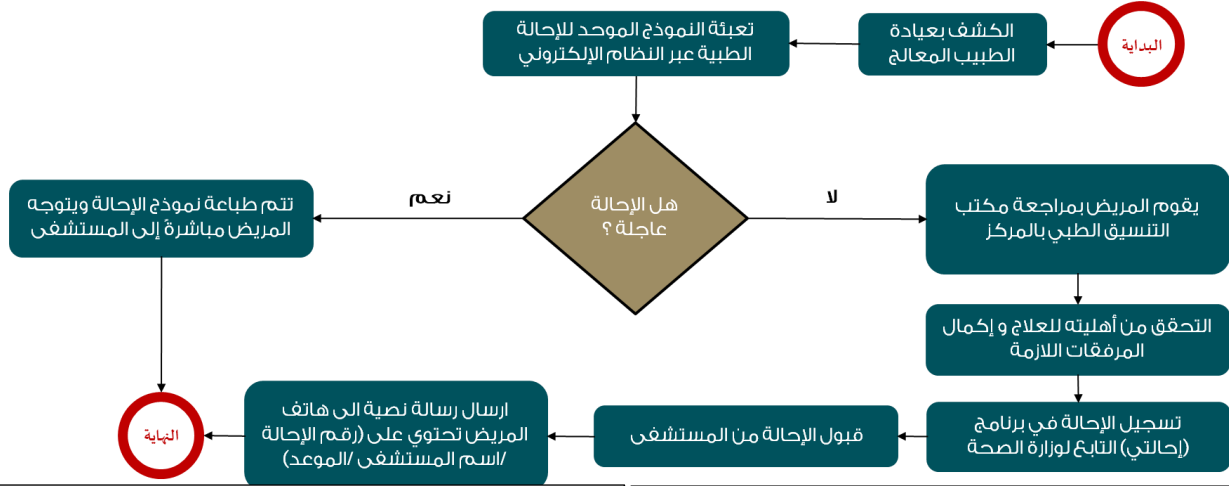 البداية
الكشف بعيادة
الطبيب المعالج
تعبئة النموذج الموحد للإحالة
الطبية عبر النظام الإلكتروني
هل الإحالة
عاجلة ؟
لا
يقوم المريض بمراجعة مكتب
التنسيق الطبي بالمركز
التحقق من أهليته للعلاج و إكمال
المرفقات اللازمة
تسجيل الإحالة في برنامج
(إحالتي) التابع لوزارة الصحة
قبول الإحالة من المستشفى
ارسال رسالة نصية الى هاتف
المريض تحتوي على (رقم الإحالة
/اسم المستشفى /الموعد)
نعم
تتم طباعة نموذج الإحالة ويتوجه
المريض مباشرةً إلى المستشفى
النهاية